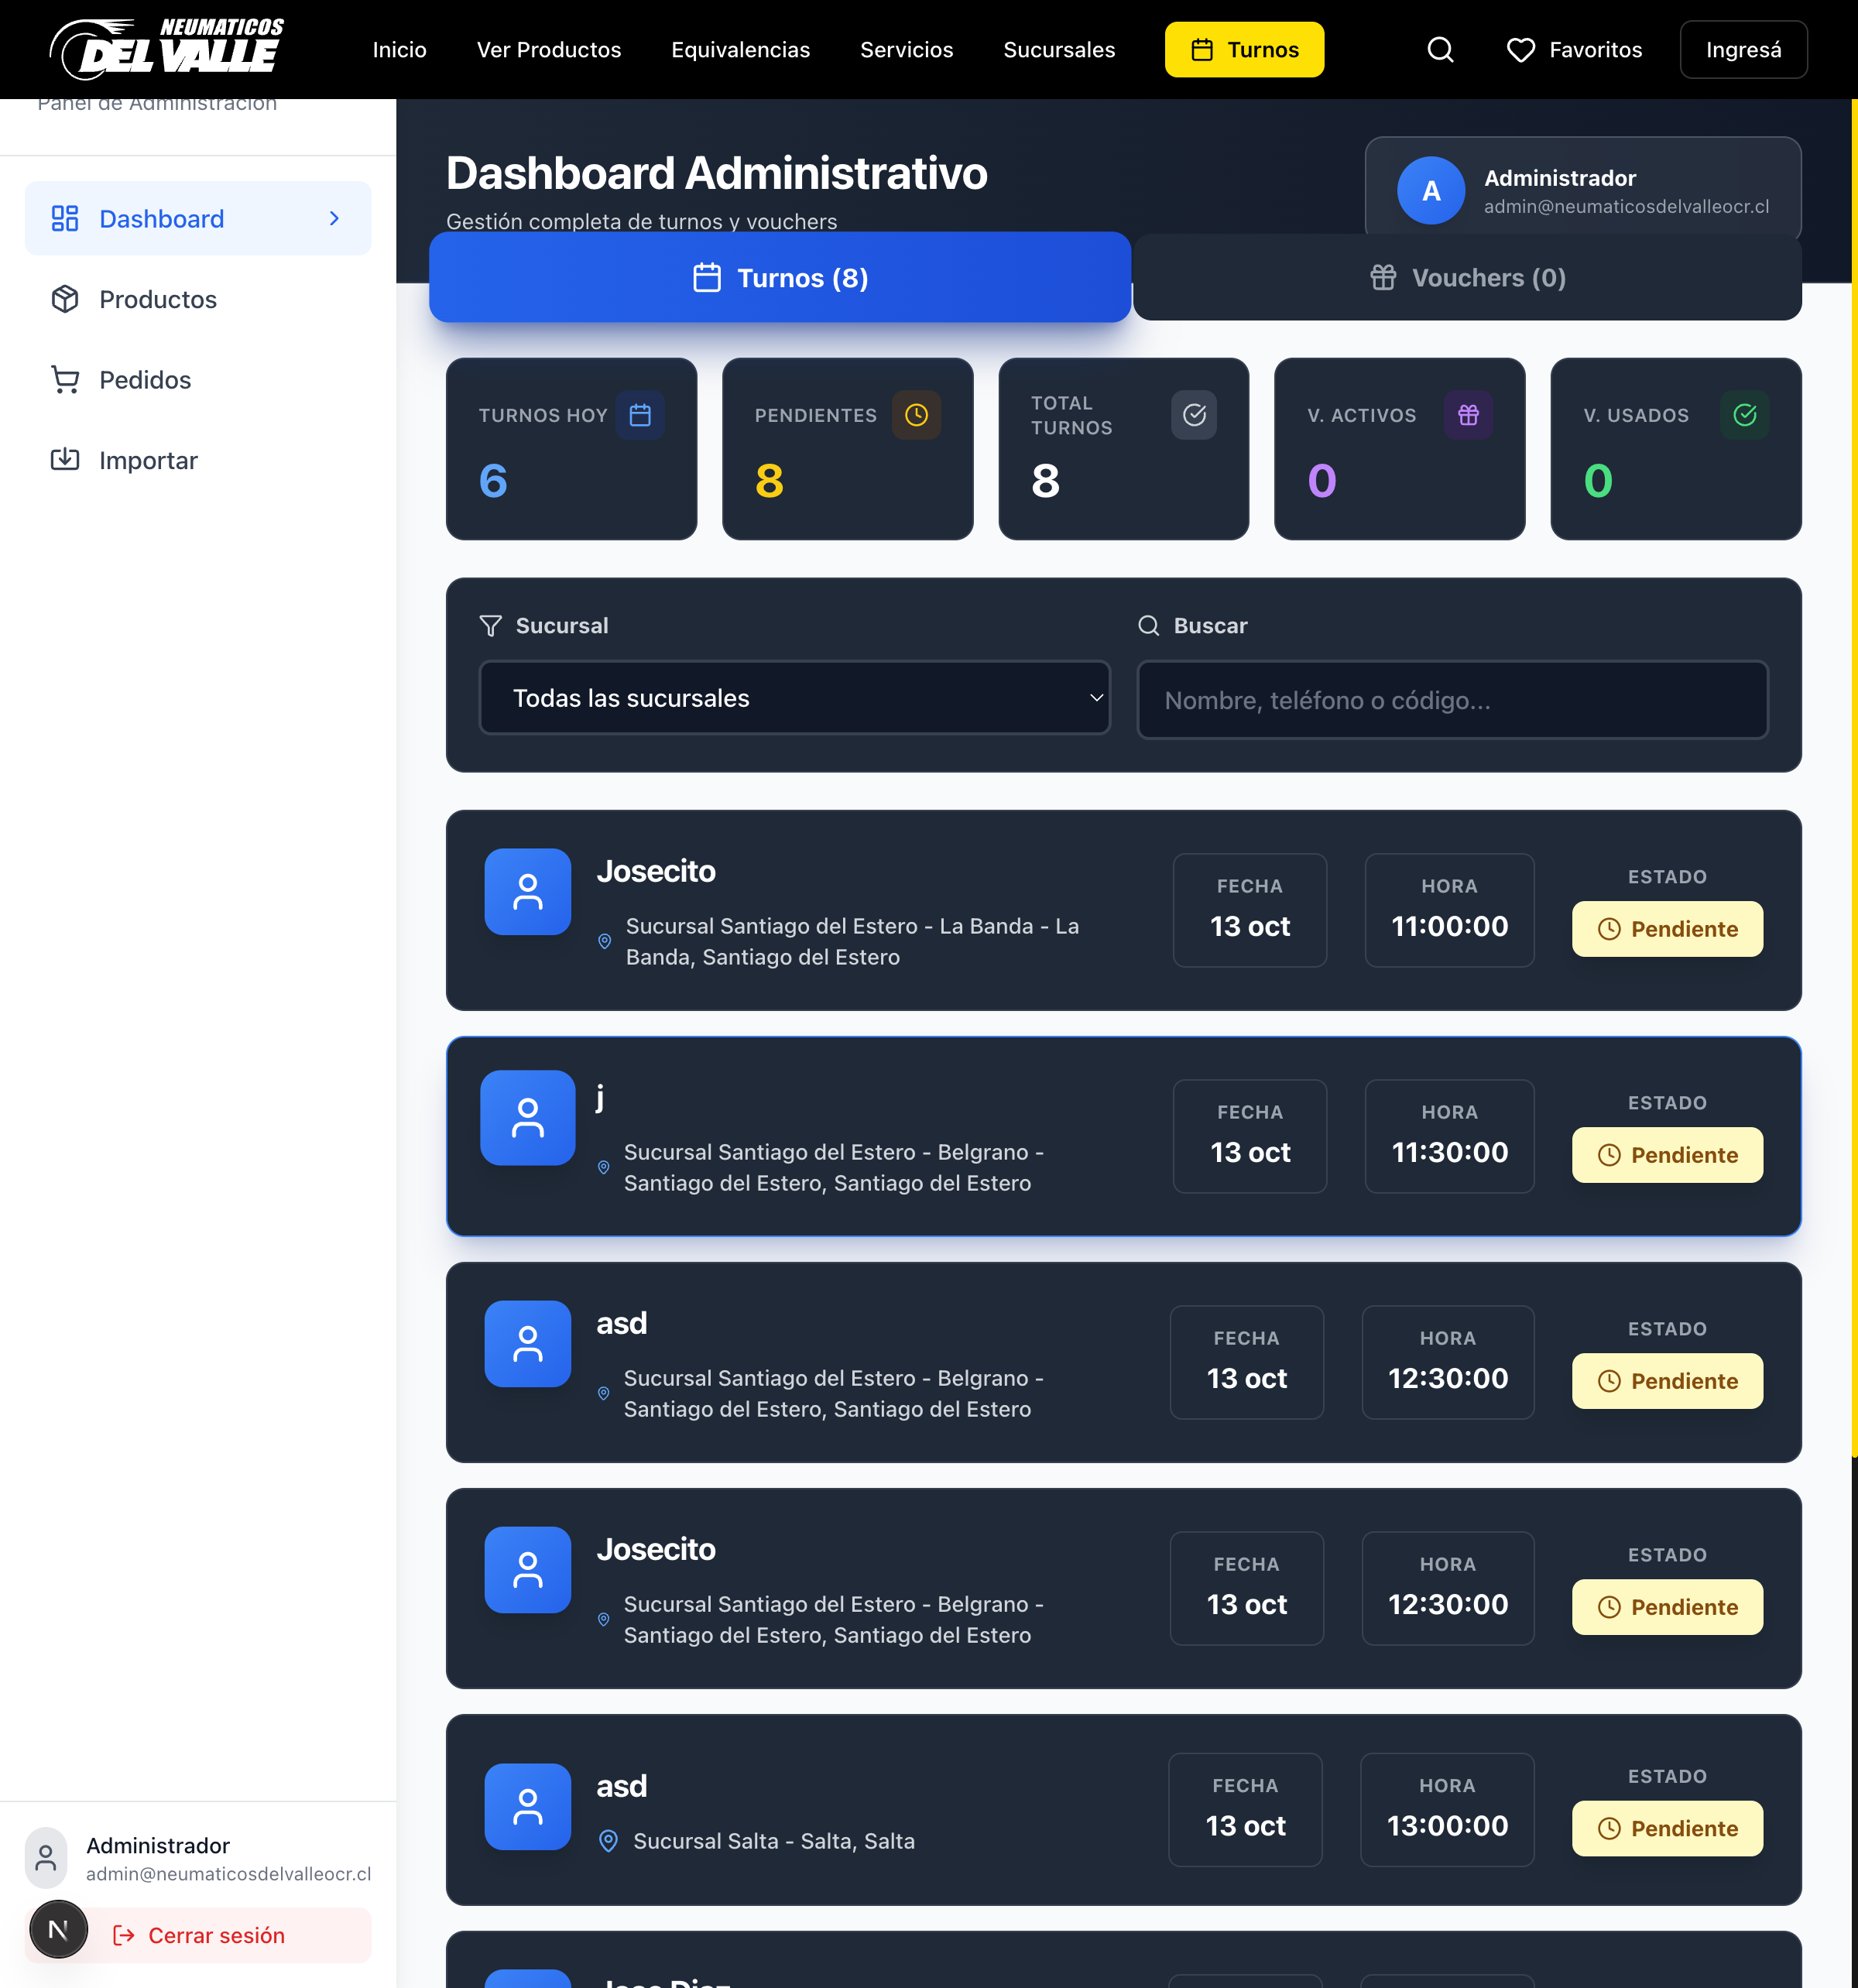 NEUMATICOS
DEL VALLE
Inicio
Ver Productos
Equivalencias
Servicios
Sucursales
Turnos
Favoritos
Ingresá
Panel de Administración
Dashboard
Productos
Pedidos
Importar
Dashboard Administrativo
Gestión completa de turnos y vouchers
A
Administrador
admin@neumaticosdelvalleocr.cl
Turnos (8)
Vouchers (0)
TURNOS HOY
6
PENDIENTES
8
TOTAL
TURNOS
8
V. ACTIVOS
0
V. USADOS
0
Sucursal
Todas las sucursales
Buscar
Nombre, teléfono o código...
Josecito
Sucursal Santiago del Estero - La Banda - La
Banda, Santiago del Estero
FECHA
13 oct
HORA
11:00:00
ESTADO
Pendiente
j
Sucursal Santiago del Estero - Belgrano -
Santiago del Estero, Santiago del Estero
FECHA
13 oct
HORA
11:30:00
ESTADO
Pendiente
asd
Sucursal Santiago del Estero - Belgrano -
Santiago del Estero, Santiago del Estero
FECHA
13 oct
HORA
12:30:00
ESTADO
Pendiente
Josecito
Sucursal Santiago del Estero - Belgrano -
Santiago del Estero, Santiago del Estero
FECHA
13 oct
HORA
12:30:00
ESTADO
Pendiente
asd
Sucursal Salta - Salta, Salta
FECHA
13 oct
HORA
13:00:00
ESTADO
Pendiente
Jose Diaz
Administrador
admin@neumaticosdelvalleocr.cl
N
Cerrar sesión